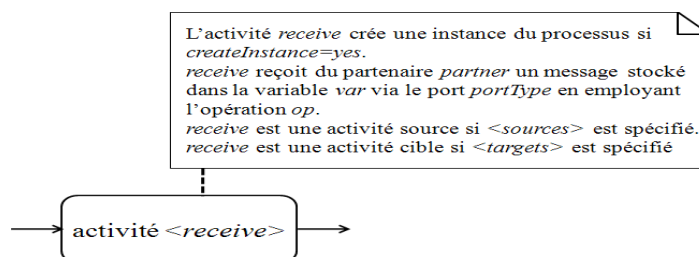 L'activité receive crée une instance du processus si
createInstance=yes.
receive reçoit du partenaire partner un message stocké
dans la variable var via le port portType en employant
l'opération op.
receive est une activité source si <sources> est spécifié.
receive est une activité cible si <targets> est spécifié
activité <receive>